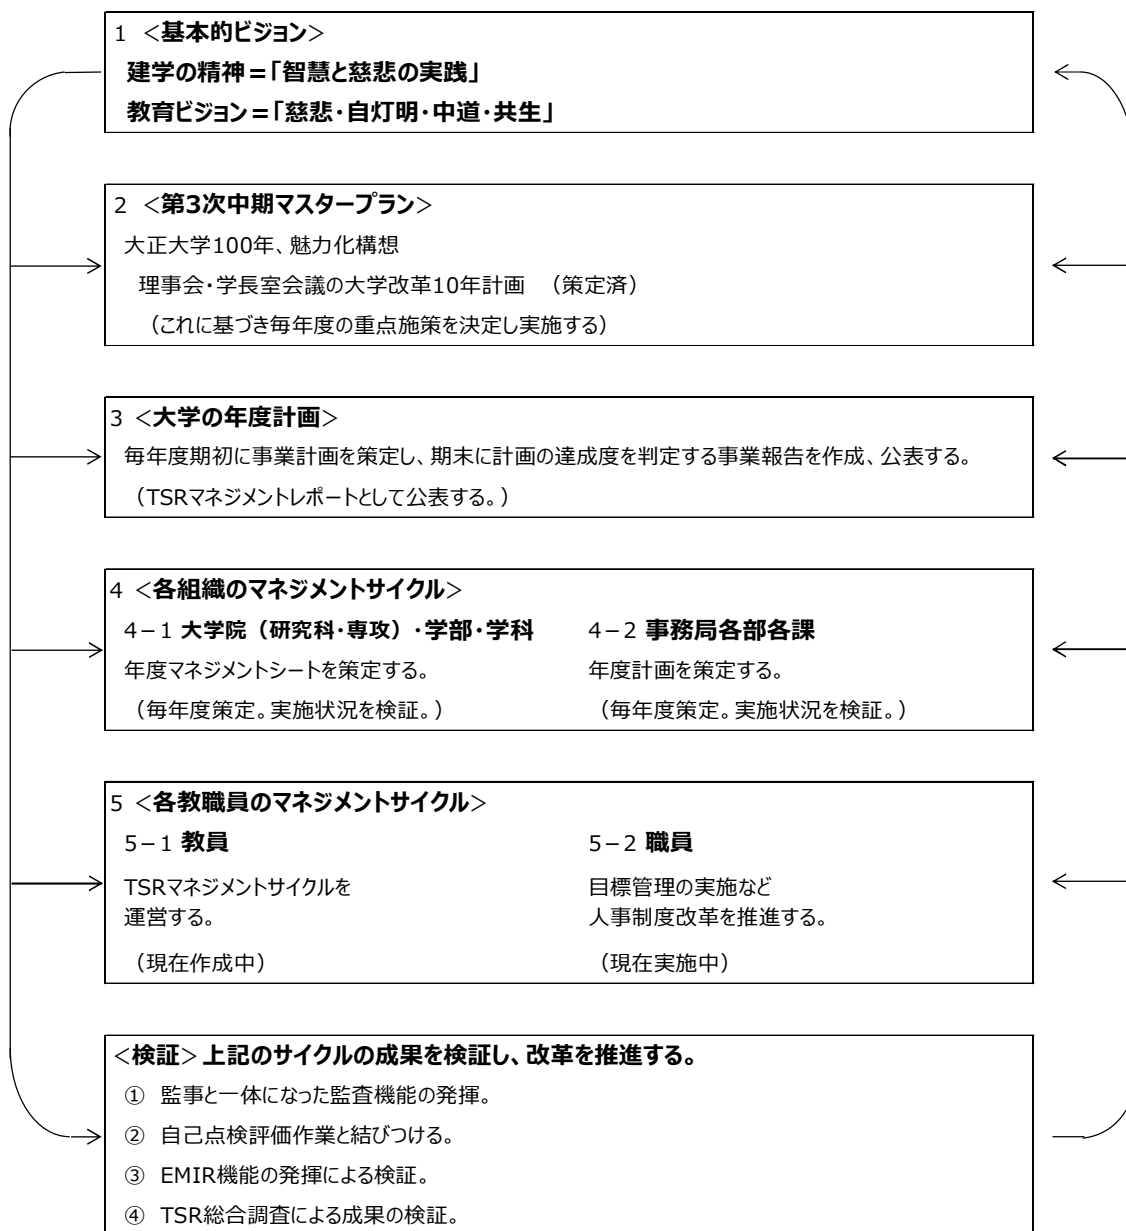 1 <基本的ビジョン>
建学の精神=「智慧と慈悲の実践」
教育ビジョン=「慈悲・自灯明・中道・共生」
2 <第3次中期マスタープラン>
大正大学100年、魅力化構想
理事会・学長室会議の大学改革10年計画 （策定済）
（これに基づき毎年度の重点施策を決定し実施する）
3 <大学の年度計画>
毎年度期初に事業計画を策定し、期末に計画の達成度を判定する事業報告を作成、公表する。
（TSRマネジメントレポートとして公表する。）
4 <各組織のマネジメントサイクル>
4－1 大学院（研究科・専攻）・学部・学科 4－2 事務局各部各課
年度マネジメントシートを策定する。 年度計画を策定する。
（毎年度策定。実施状況を検証。） （毎年度策定。実施状況を検証。）
5 <各教職員のマネジメントサイクル>
5－1 教員 5－2 職員
TSRマネジメントサイクルを 目標管理の実施など
運営する。 人事制度改革を推進する。
（現在作成中） （現在実施中）
<検証> 上記のサイクルの成果を検証し、改革を推進する。
① 監事と一体になった監査機能の発揮。
② 自己点検評価作業と結びつける。
③ EMIR機能の発揮による検証。
④ TSR総合調査による成果の検証。